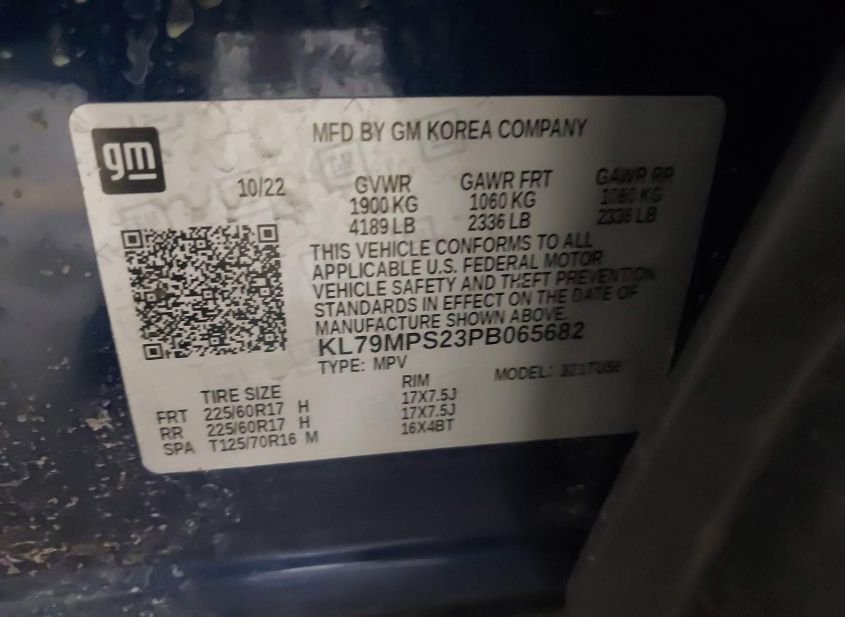 gm
MFD BY GM KOREA COMPANY
10/22
GVWR GAWR FRT GAWR RR
1900 KG 1060 KG 1060 KG
4189 LB 2336 LB 2336 LB
THIS VEHICLE CONFORMS TO ALL
APPLICABLE U.S. FEDERAL MOTOR
VEHICLE SAFETY AND THEFT PREVENTION
STANDARDS IN EFFECT ON THE DATE OF
MANUFACTURE SHOWN ABOVE.
KL79MPS23PB065682
TYPE: MPV MODEL:
TIRE SIZE RIM
FRT 225/60R17 H 17X7.5J
RR 225/60R17 H 17X7.5J
SPA T125/70R16 M 16X4BT